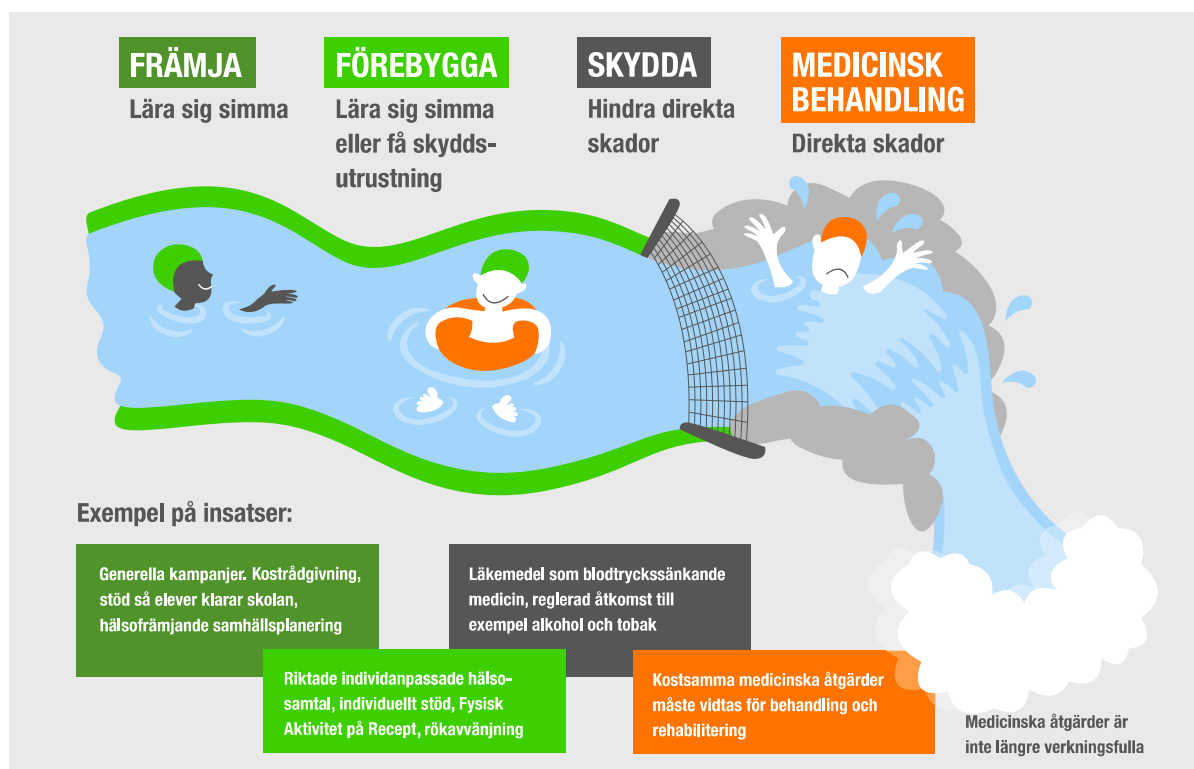 FRÄMJA
Lära sig simma
FÖREBYGGA
Lära sig simma
eller få skydds-
utrustning
SKYDDA
Hindra direkta
skador
MEDICINSK
BEHANDLING
Direkta skador
Exempel på insatser:
Generella kampanjer. Kostrådgivning,
stöd så elever klarar skolan,
hälsofrämjande samhällsplanering
Riktade individanpassade hälso-
samtal, individuellt stöd, Fysisk
Aktivitet på Recept, rökavvänjning
Läkemedel som blodtryckssänkande
medicin, reglerad åtkomst till
exempel alkohol och tobak
Kostsamma medicinska åtgärder
måste vidtas för behandling och
rehabilitering
Medicinska åtgärder är
inte längre verkningsfulla